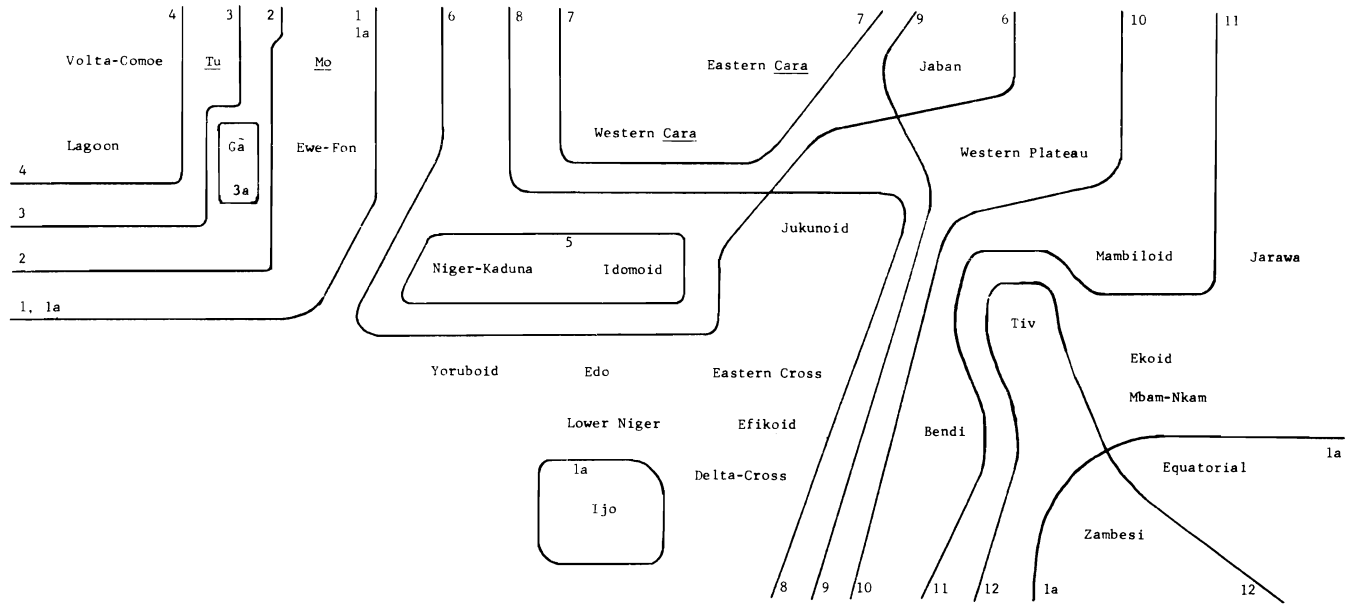 4 3 2 1 6 8 7 7 9 6 10 11
1a
Volta-Comoe Tu Mo Eastern Cara Jaban
Western Cara
Lagoon Gã Ewe-Fon Western Plateau
4 3a
3
Jukunoid
5
2 Niger-Kaduna Idomoid Mambiloid Jarawa
1, 1a
Tiv
Ekoid
Yoruboid Edo Eastern Cross
Mbam-Nkam
Lower Niger Efikoid Bendi
1a 1a
Delta-Cross Equatorial
Ijo
Zambesi
8 9 10 11 12 1a 12